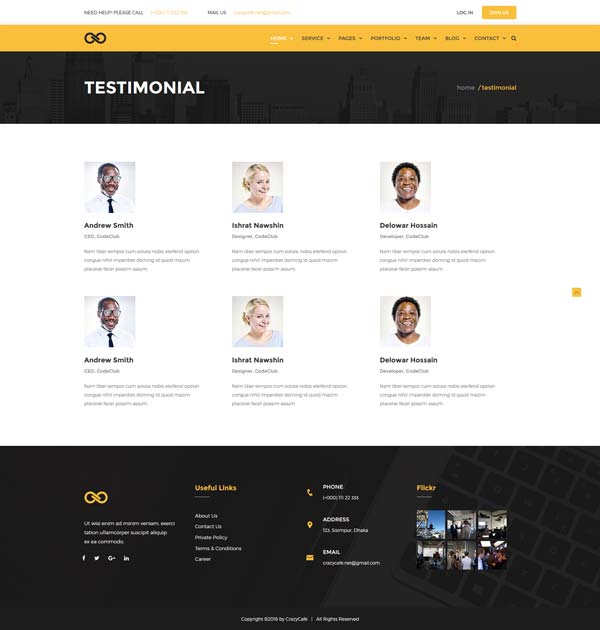 NEED HELP! PLEASE CALL (+000) 111 222 333 MAIL US crazycafe.net@gmail.com LOG IN JOIN US
HOME SERVICE PAGES PORTFOLIO TEAM BLOG CONTACT
TESTIMONIAL
home / testimonial
Andrew Smith
CEO, CodeClub
Nam liber tempor cum soluta nobis eleifend option
congue nihil imperdiet doming id quod mazim
placerat facer possim assum.
Ishrat Nawshin
Designer, CodeClub
Nam liber tempor cum soluta nobis eleifend option
congue nihil imperdiet doming id quod mazim
placerat facer possim assum.
Delowar Hossain
Developer, CodeClub
Nam liber tempor cum soluta nobis eleifend option
congue nihil imperdiet doming id quod mazim
placerat facer possim assum.
Andrew Smith
CEO, CodeClub
Nam liber tempor cum soluta nobis eleifend option
congue nihil imperdiet doming id quod mazim
placerat facer possim assum.
Ishrat Nawshin
Designer, CodeClub
Nam liber tempor cum soluta nobis eleifend option
congue nihil imperdiet doming id quod mazim
placerat facer possim assum.
Delowar Hossain
Developer, CodeClub
Nam liber tempor cum soluta nobis eleifend option
congue nihil imperdiet doming id quod mazim
placerat facer possim assum.
Ut wisi enim ad minim veniam, exerci
tation ullamcorper suscipit aliquip
ex ea commodo.
Useful Links
About Us
Contact Us
Private Policy
Terms & Conditions
Career
PHONE
(+000) 111 22 333
ADDRESS
123, Siompur, Dhaka
EMAIL
crazycafe.net@gmail.com
Flickr
Copyright ©2018 by CrazyCafe | All Rights Reserved